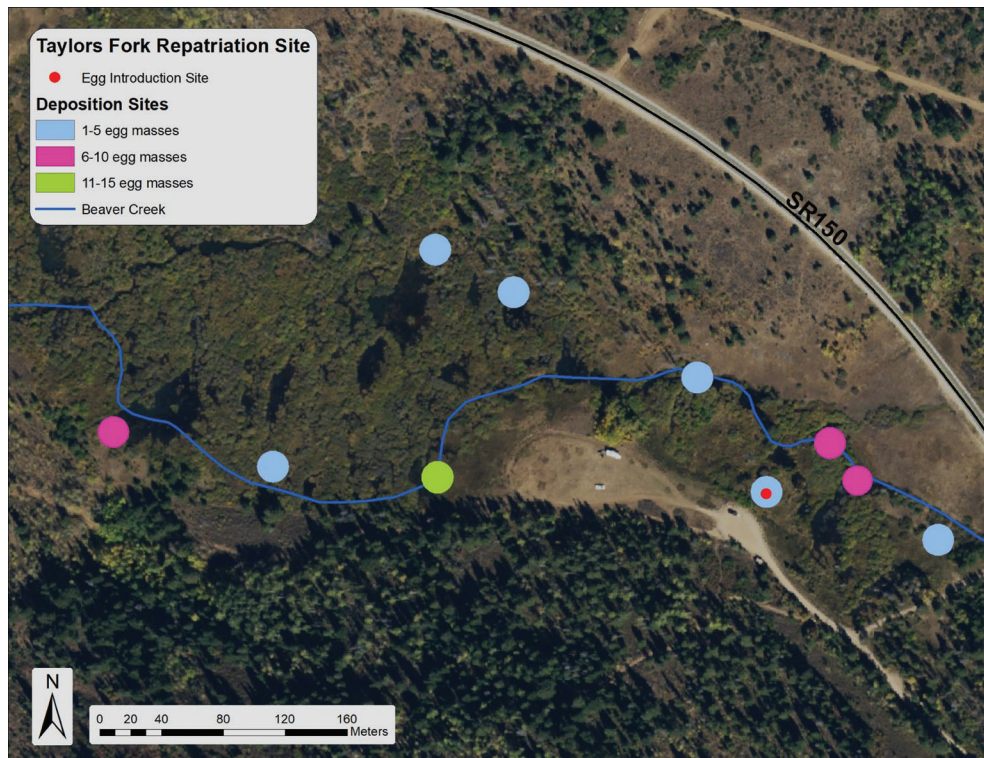 Taylors Fork Repatriation Site
Egg Introduction Site
Deposition Sites
1-5 egg masses
6-10 egg masses
11-15 egg masses
Beaver Creek
SR150
N
0 20 40 80 120 160
Meters